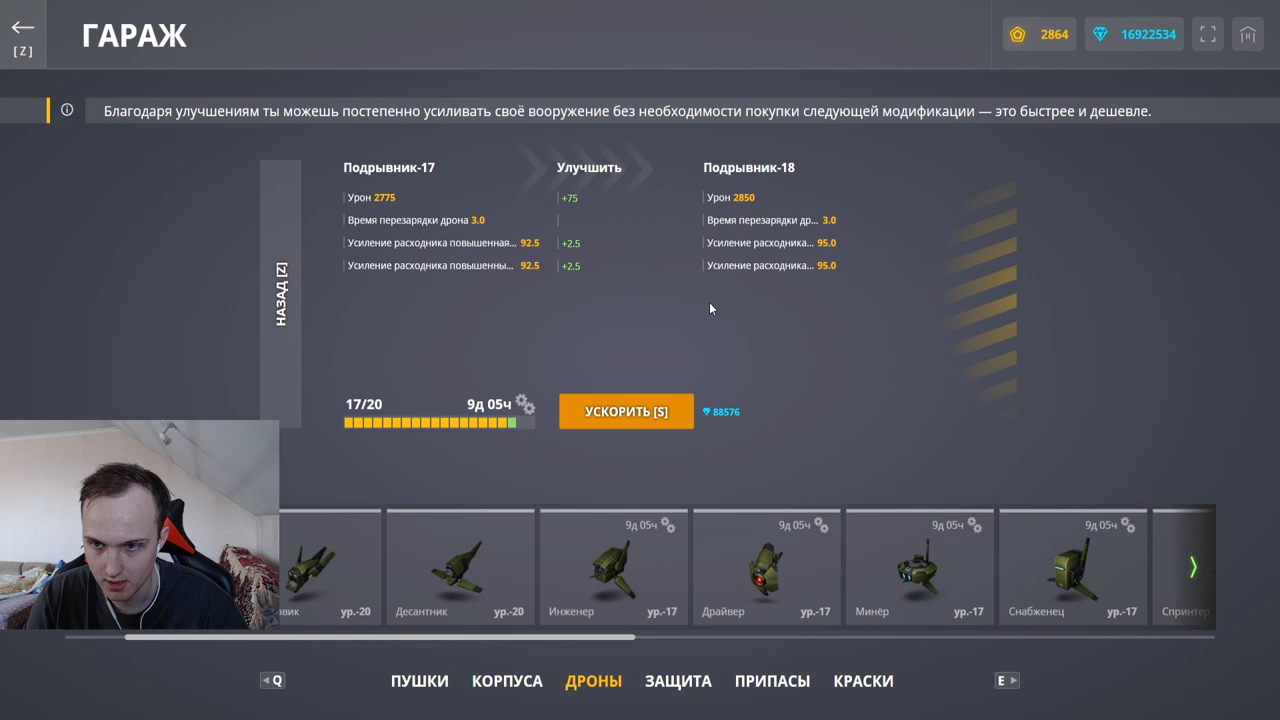 ГАРАЖ
[Z]
2864
16922534
Благодаря улучшениям ты можешь постепенно усиливать своё вооружение без необходимости покупки следующей модификации — это быстрее и дешевле.
НАЗАД [Z]
Подрывник-17
Улучшить
Подрывник-18
Урон 2775
+75
Урон 2850
Время перезарядки дрона 3.0
Время перезарядки др... 3.0
Усиление расходника повышенная... 92.5
+2.5
Усиление расходника... 95.0
Усиление расходника повышенны... 92.5
+2.5
Усиление расходника... 95.0
17/20
9д 05ч
УСКОРИТЬ [S]
88576
9д 05ч
9д 05ч
9д 05ч
9д 05ч
овик
ур.-20
Десантник
ур.-20
Инженер
ур.-17
Драйвер
ур.-17
Минёр
ур.-17
Снабженец
ур.-17
Спринтер
Q
ПУШКИ
КОРПУСА
ДРОНЫ
ЗАЩИТА
ПРИПАСЫ
КРАСКИ
E